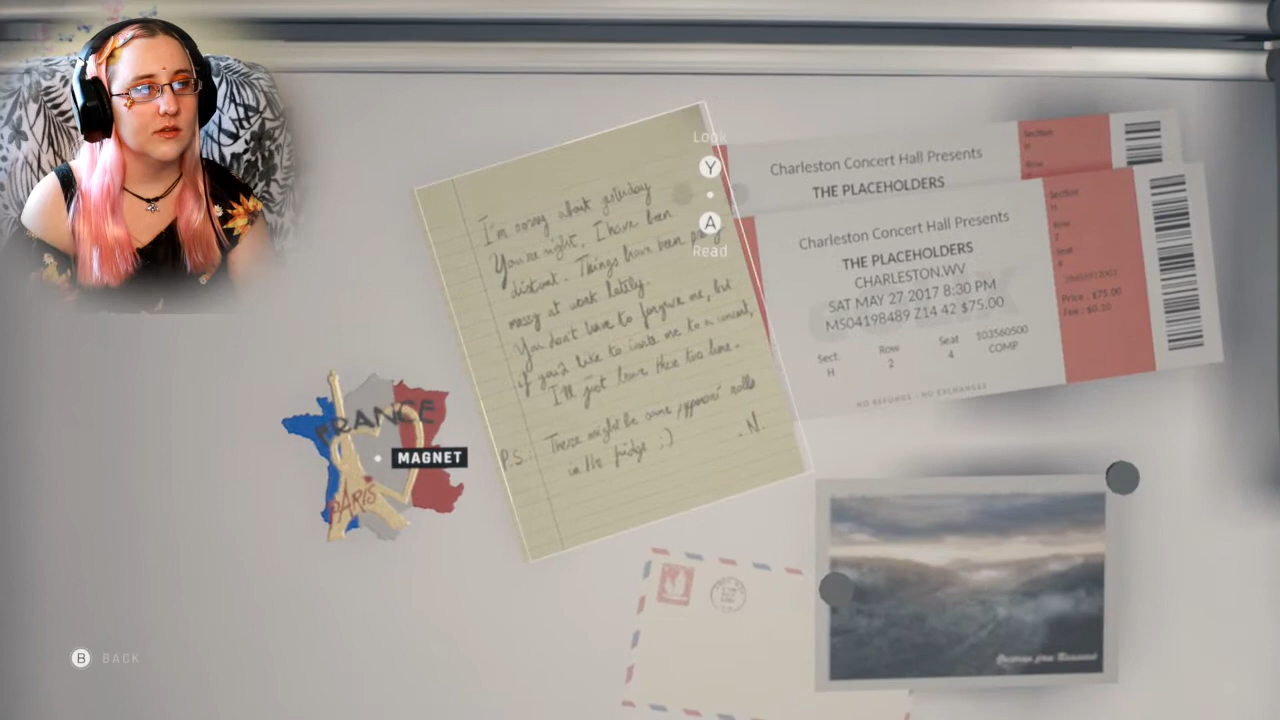 Look
Y
A
Read
I'm sorry about yesterday
You're right, I have been
distant. Things have been
messy at work lately.
You don't have to forgive me, but
if you'd like to invite me to a concert,
I'll just leave these two here.
P.S.: There might be some apperoni rolls
in the fridge :)
- N.
Charleston Concert Hall Presents
THE PLACEHOLDERS
Section
H
Row
Charleston Concert Hall Presents
THE PLACEHOLDERS
CHARLESTON.WV
SAT MAY 27 2017 8:30 PM
MS04198489 Z14 42 $75.00
Sect.
H
Row
2
Seat
4
103560500
COMP
NO REFUNDS - NO EXCHANGES
Section
H
Row
Seat
4
Price : $75.00
FRANCE
PARIS
MAGNET
B BACK